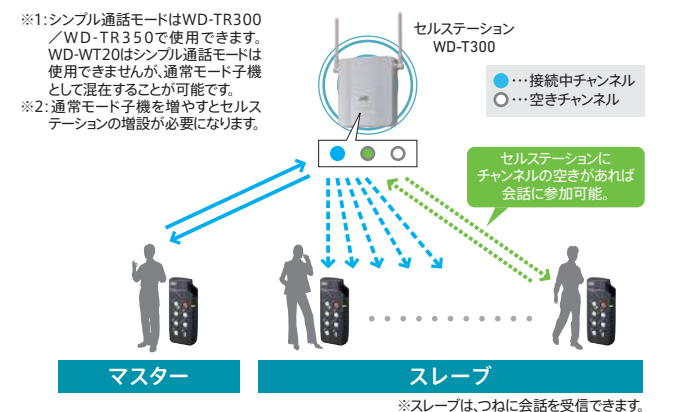 ※1:シンプル通話モードはWD-TR300
／WD-TR350で使用できます。
WD-WT20はシンプル通話モードは
使用できませんが、通常モード子機
として混在することが可能です。
※2:通常モード子機を増やすとセルス
テーションの増設が必要になります。
セルステーション
WD-T300
●…接続中チャンネル
○…空きチャンネル
セルステーションに
チャンネルの空きがあれば
会話に参加可能。
マスター
スレーブ
※スレーブは、つねに会話を受信できます。